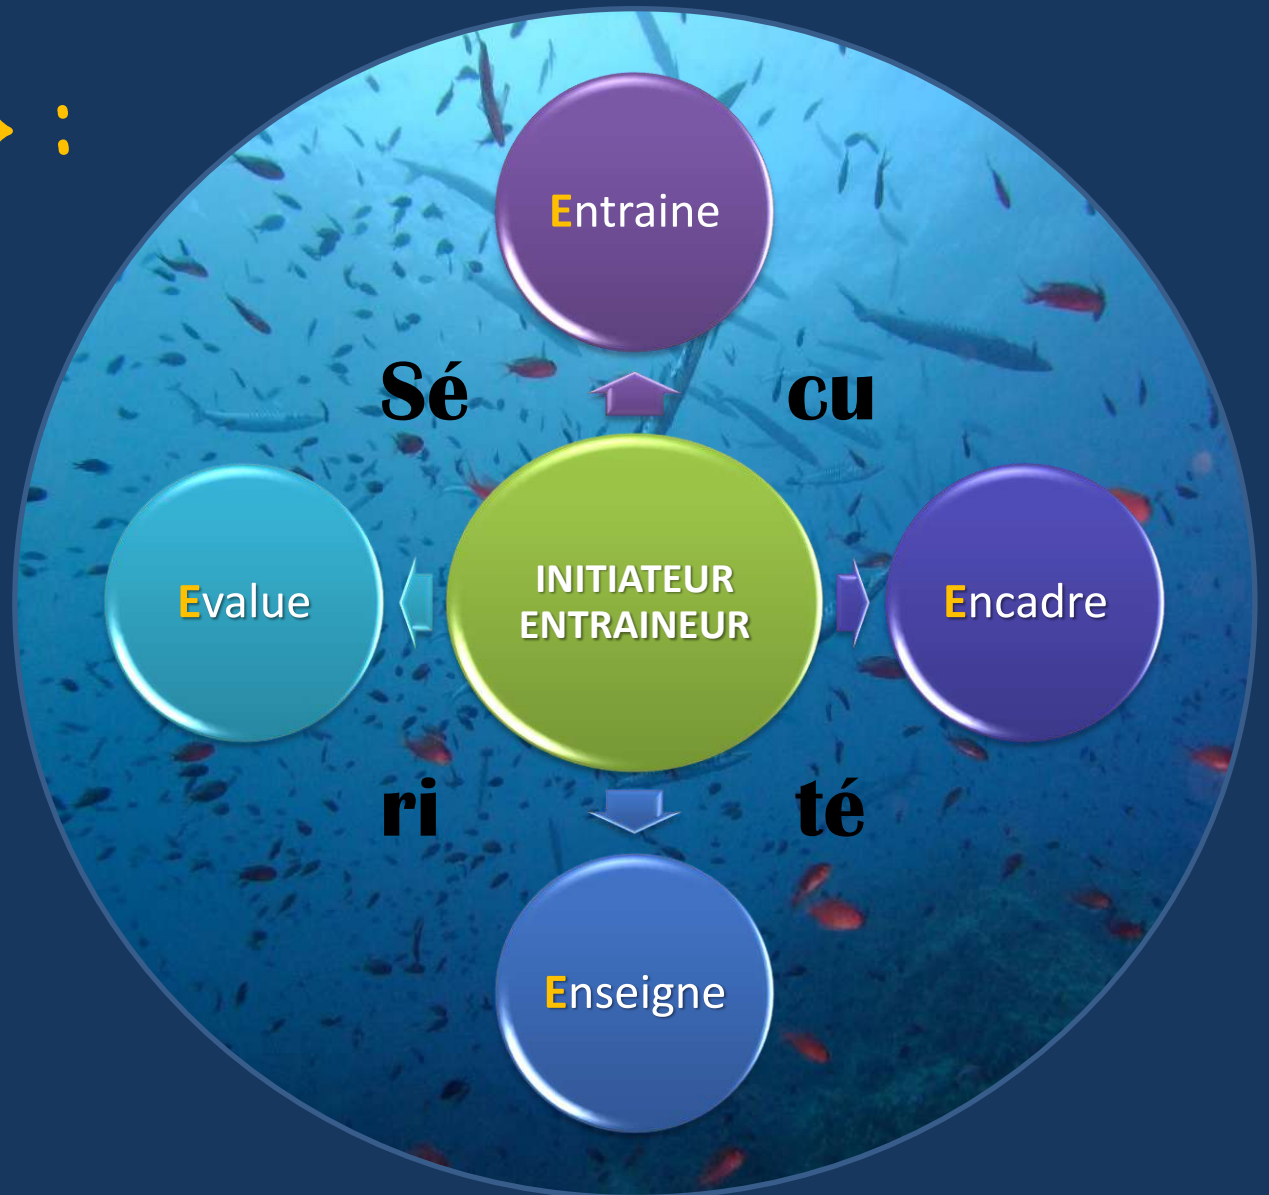 :
Entraine
Sé cu
Evalue
INITIATEUR
ENTRAINEUR
Encadre
ri té
Enseigne